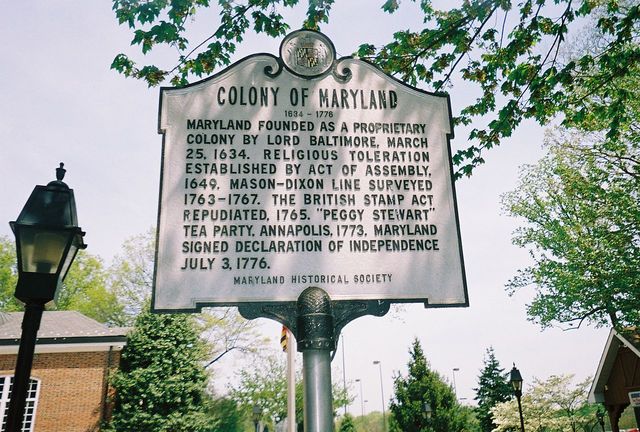 COLONY OF MARYLAND
1634 - 1776
MARYLAND FOUNDED AS A PROPRIETARY
COLONY BY LORD BALTIMORE, MARCH
25, 1634. RELIGIOUS TOLERATION
ESTABLISHED BY ACT OF ASSEMBLY,
1649. MASON-DIXON LINE SURVEYED
1763-1767. THE BRITISH STAMP ACT
REPUDIATED, 1765. "PEGGY STEWART"
TEA PARTY, ANNAPOLIS, 1773. MARYLAND
SIGNED DECLARATION OF INDEPENDENCE
JULY 3, 1776.
MARYLAND HISTORICAL SOCIETY